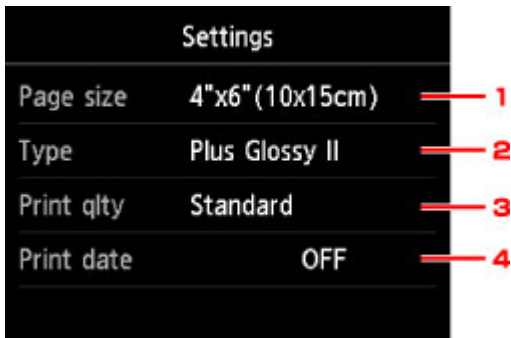 Settings
Page size 4"x6"(10x15cm) 1
Type Plus Glossy II 2
Print qlty Standard 3
Print date OFF 4